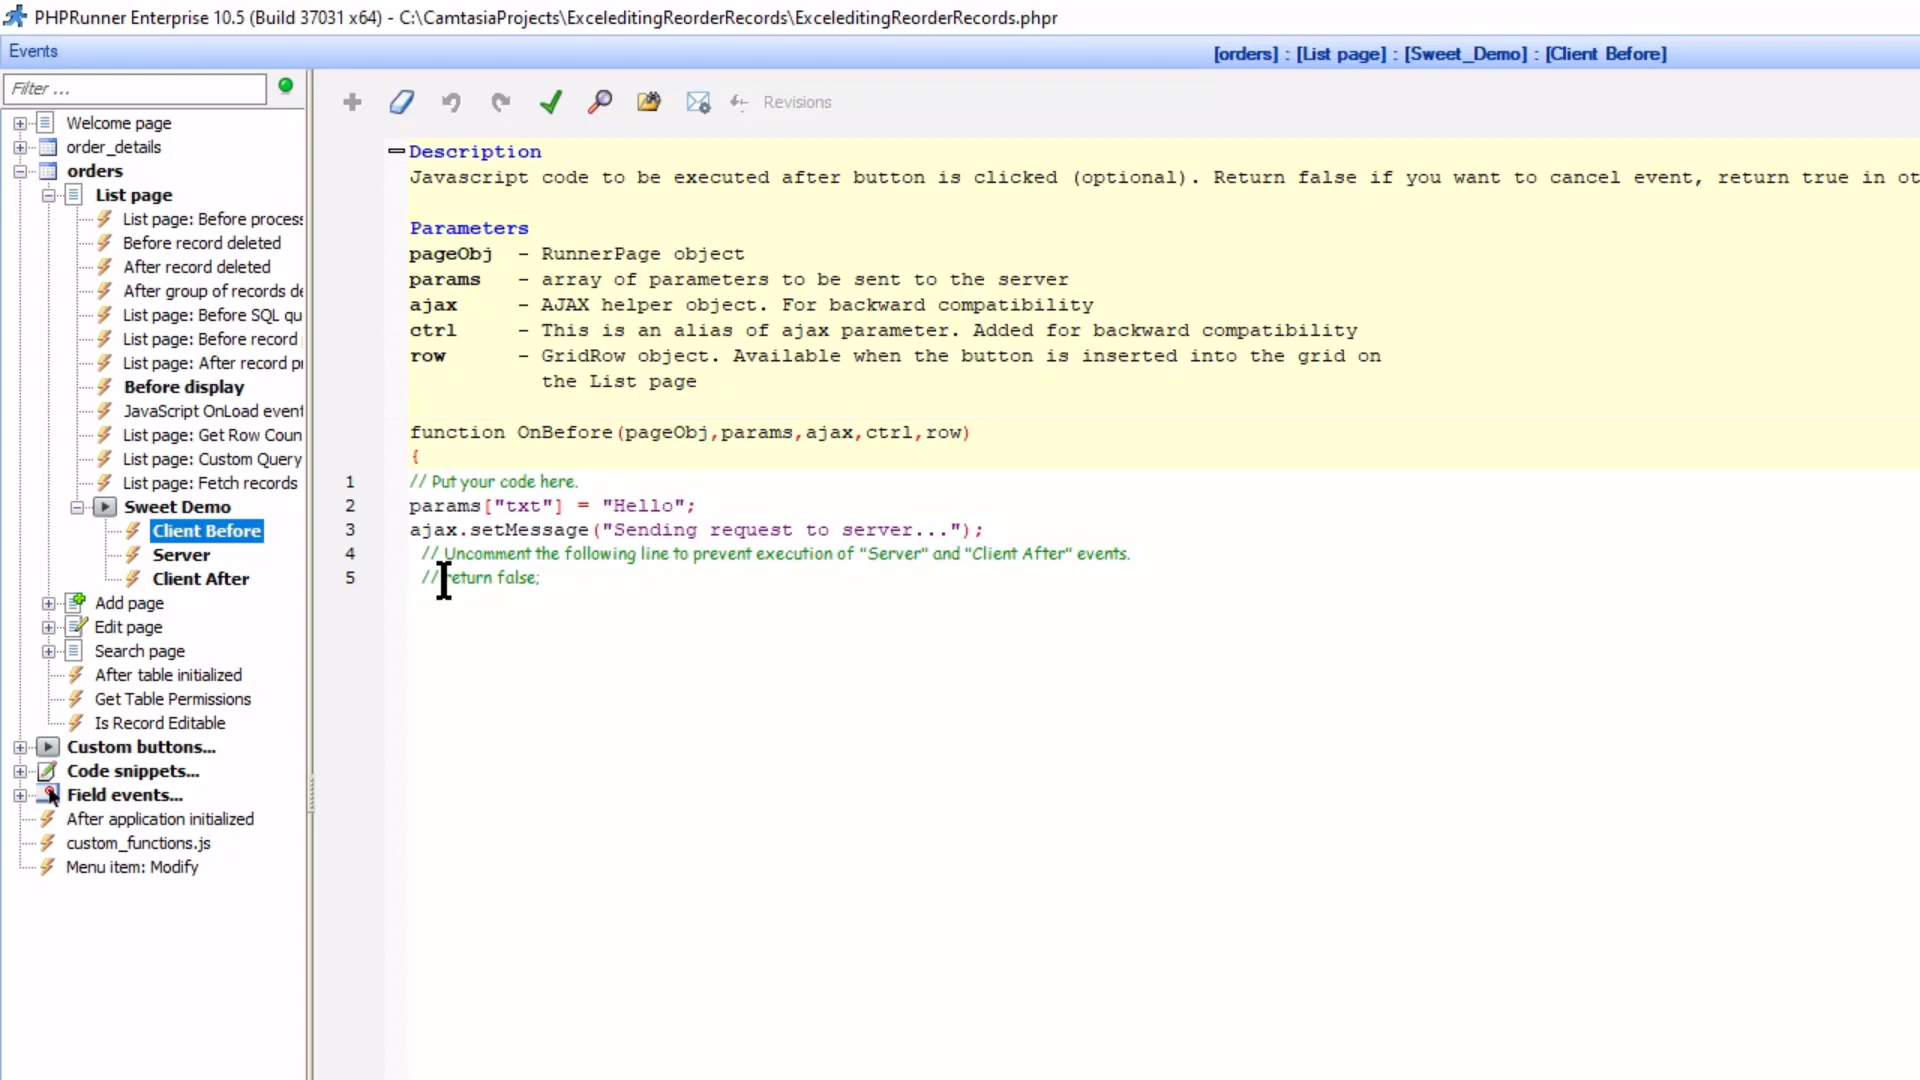 PHPRunner Enterprise 10.5 (Build 37031 x64) - C:\CamtasiaProjects\ExceleditingReorderRecords\ExceleditingReorderRecords.phpr
Events
[orders] : [List page] : [Sweet_Demo] : [Client Before]
Filter ...
Revisions
Welcome page
order_details
orders
List page
List page: Before process
Before record deleted
After record deleted
After group of records de
List page: Before SQL qu
List page: Before record
List page: After record pr
Before display
JavaScript OnLoad event
List page: Get Row Coun
List page: Custom Query
List page: Fetch records
Sweet Demo
Client Before
Server
Client After
Add page
Edit page
Search page
After table initialized
Get Table Permissions
Is Record Editable
Custom buttons...
Code snippets...
Field events...
After application initialized
custom_functions.js
Menu item: Modify
Description
Javascript code to be executed after button is clicked (optional). Return false if you want to cancel event, return true in ot
Parameters
pageObj - RunnerPage object
params - array of parameters to be sent to the server
ajax - AJAX helper object. For backward compatibility
ctrl - This is an alias of ajax parameter. Added for backward compatibility
row - GridRow object. Available when the button is inserted into the grid on
the List page
function OnBefore(pageObj,params,ajax,ctrl,row)
{
1 // Put your code here.
2 params["txt"] = "Hello";
3 ajax.setMessage("Sending request to server...");
4 // Uncomment the following line to prevent execution of "Server" and "Client After" events.
5 // return false;